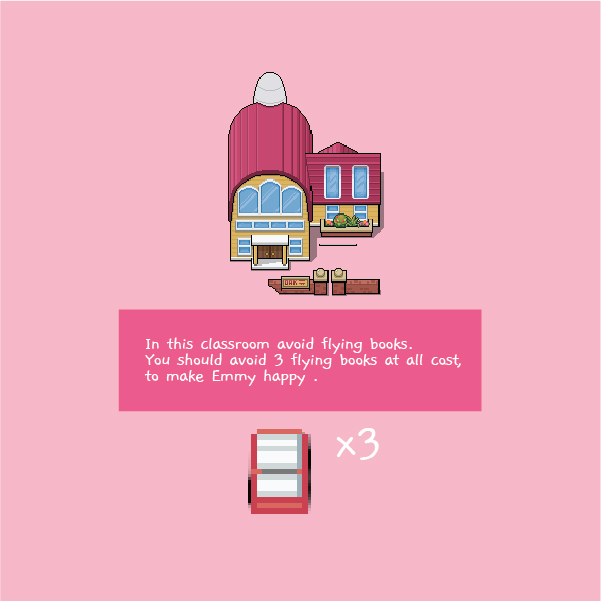 In this classroom avoid flying books.
You should avoid 3 flying books at all cost,
to make Emmy happy .
x3